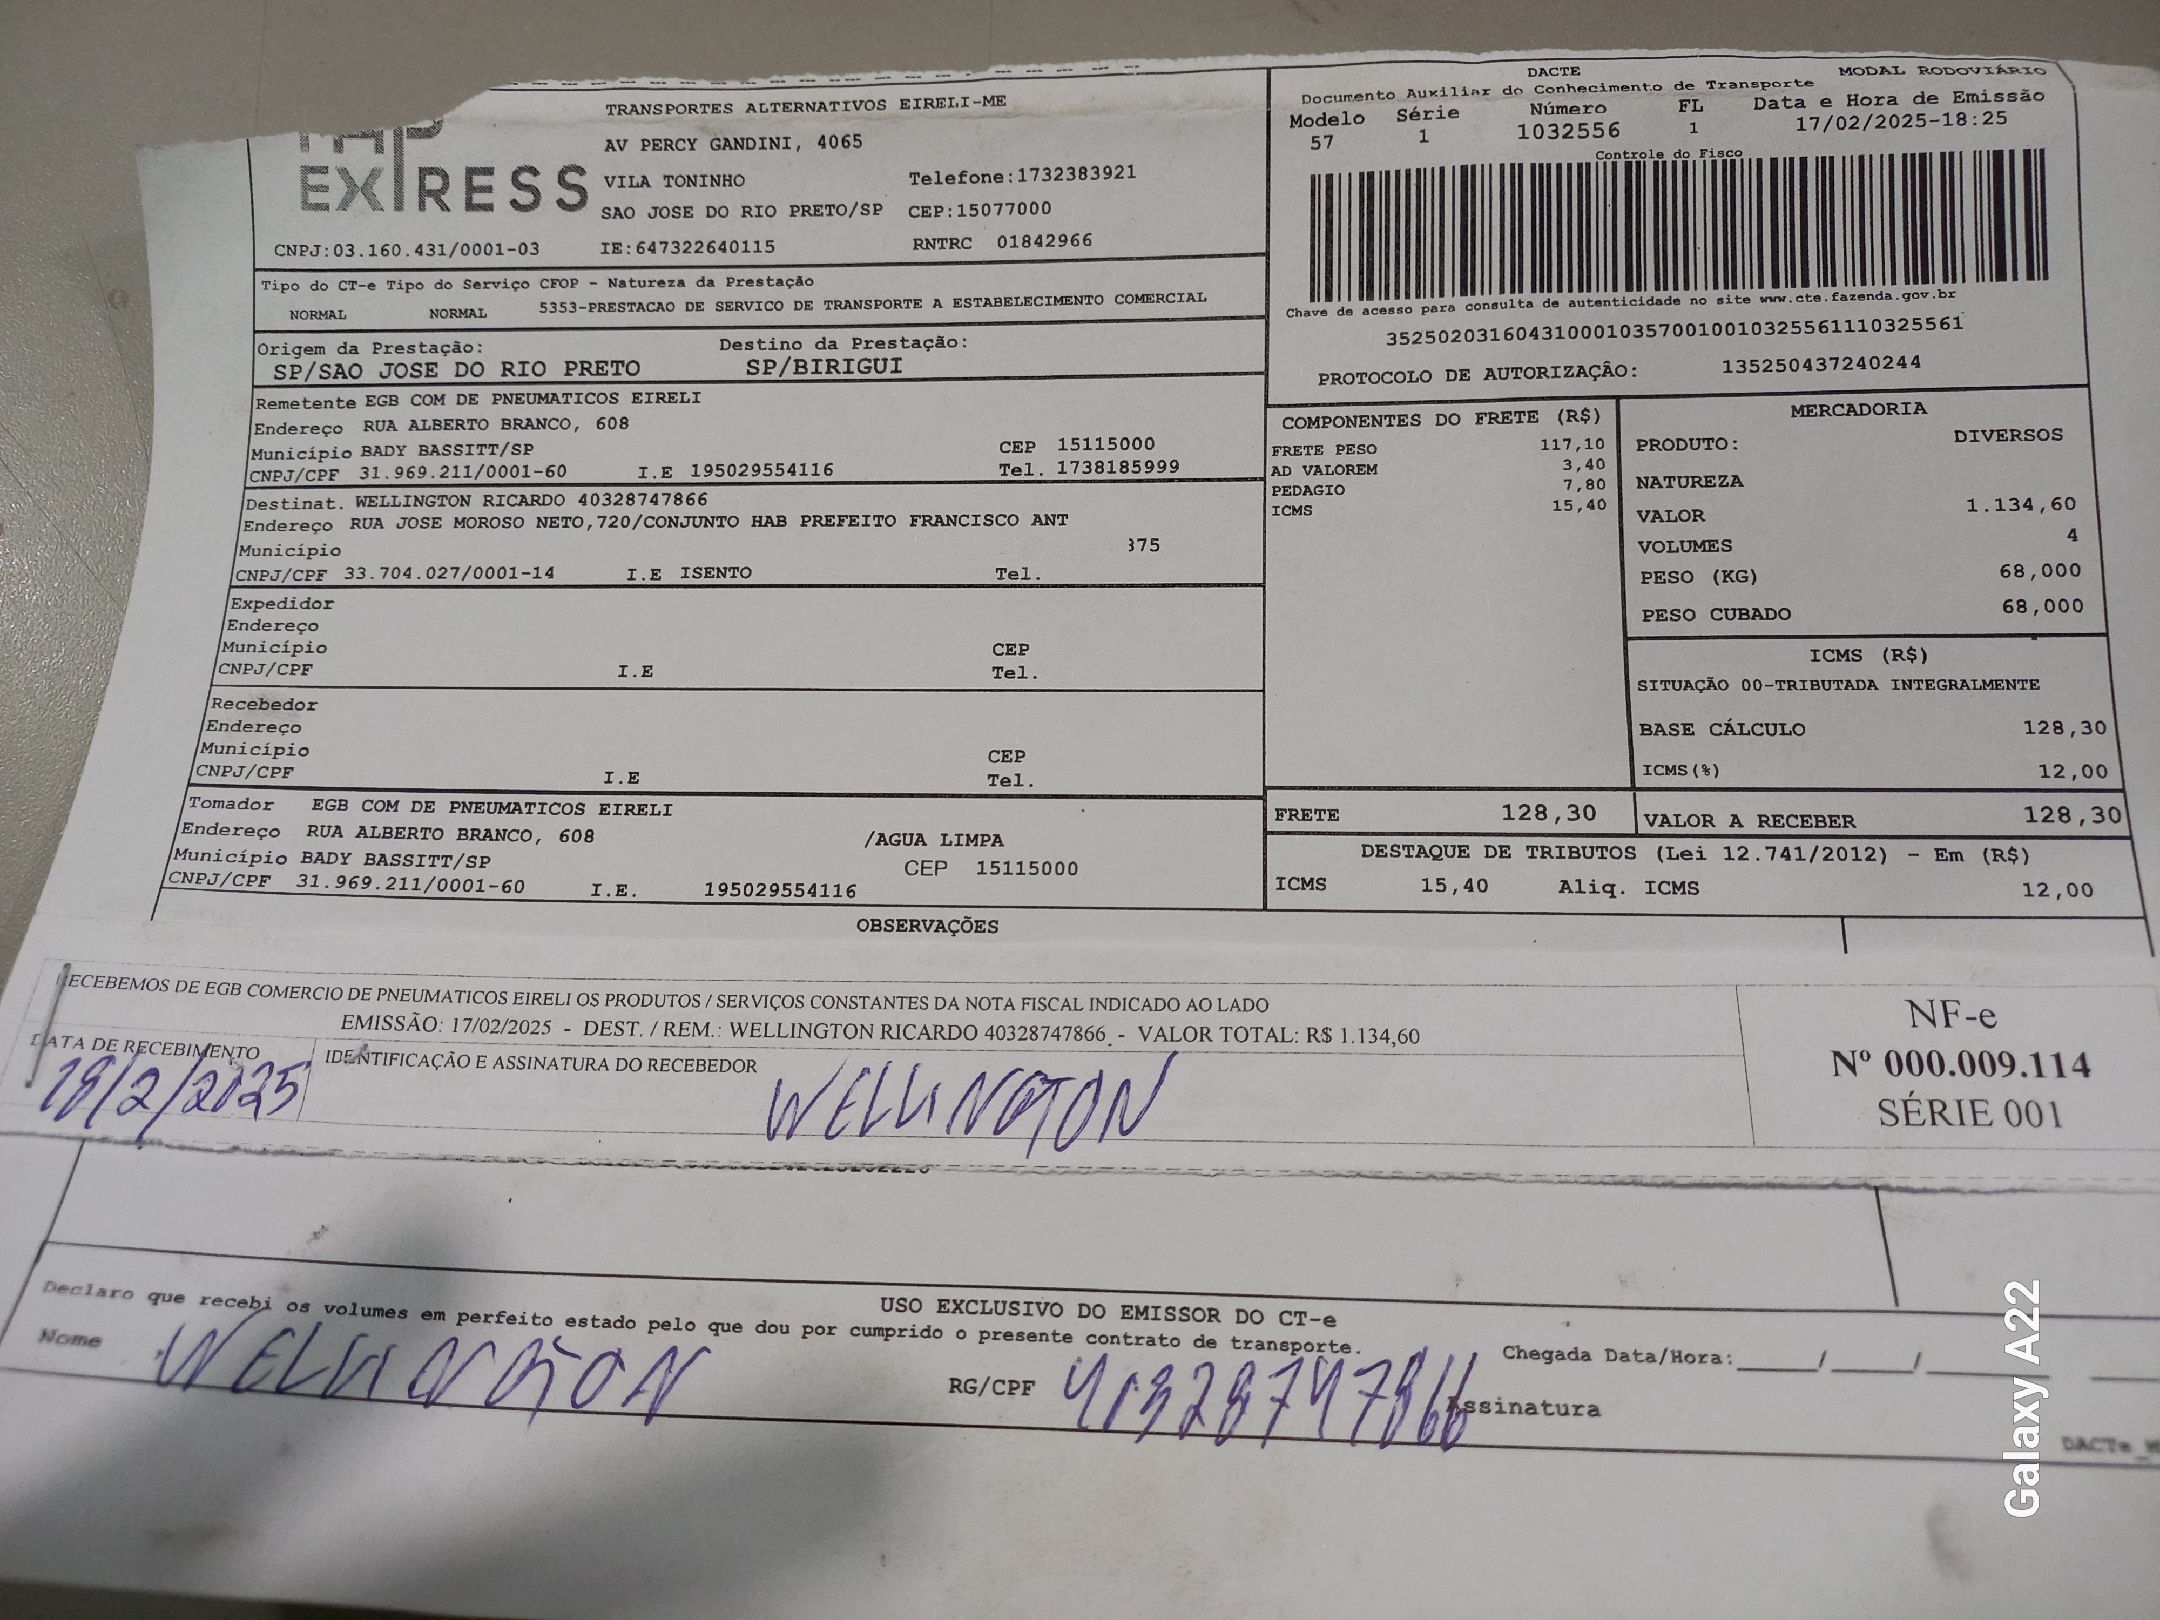 TRANSPORTES ALTERNATIVOS EIRELI-ME
AV PERCY GANDINI, 4065
EXPRESS
VILA TONINHO Telefone:1732383921
SAO JOSE DO RIO PRETO/SP CEP:15077000
CNPJ:03.160.431/0001-03 IE:647322640115 RNTRC 01842966
DACTE MODAL RODOVIÁRIO
Documento Auxiliar do Conhecimento de Transporte
Modelo Série Número FL Data e Hora de Emissão
57 1 1032556 1 17/02/2025-18:25
Controle do Fisco
Chave de acesso para consulta de autenticidade no site www.cte.fazenda.gov.br
35250203160431000103570010010325561110325561
PROTOCOLO DE AUTORIZAÇÃO: 135250437240244
Tipo do CT-e Tipo do Serviço CFOP - Natureza da Prestação
NORMAL NORMAL 5353-PRESTACAO DE SERVICO DE TRANSPORTE A ESTABELECIMENTO COMERCIAL
Origem da Prestação: Destino da Prestação:
SP/SAO JOSE DO RIO PRETO SP/BIRIGUI
Remetente EGB COM DE PNEUMATICOS EIRELI
Endereço RUA ALBERTO BRANCO, 608
Município BADY BASSITT/SP CEP 15115000
CNPJ/CPF 31.969.211/0001-60 I.E 195029554116 Tel. 1738185999
Destinat. WELLINGTON RICARDO 40328747866
Endereço RUA JOSE MOROSO NETO,720/CONJUNTO HAB PREFEITO FRANCISCO ANT
Município 375
CNPJ/CPF 33.704.027/0001-14 I.E ISENTO Tel.
Expedidor
Endereço
Município CEP
CNPJ/CPF I.E Tel.
Recebedor
Endereço
Município CEP
CNPJ/CPF I.E Tel.
Tomador EGB COM DE PNEUMATICOS EIRELI
Endereço RUA ALBERTO BRANCO, 608 /AGUA LIMPA
Município BADY BASSITT/SP CEP 15115000
CNPJ/CPF 31.969.211/0001-60 I.E. 195029554116
COMPONENTES DO FRETE (R$)
FRETE PESO 117,10
AD VALOREM 3,40
PEDAGIO 7,80
ICMS 15,40
MERCADORIA
PRODUTO: DIVERSOS
NATUREZA
VALOR 1.134,60
VOLUMES 4
PESO (KG) 68,000
PESO CUBADO 68,000
ICMS (R$)
SITUAÇÃO 00-TRIBUTADA INTEGRALMENTE
BASE CÁLCULO 128,30
ICMS(%) 12,00
FRETE 128,30 VALOR A RECEBER 128,30
DESTAQUE DE TRIBUTOS (Lei 12.741/2012) - Em (R$)
ICMS 15,40 Aliq. ICMS 12,00
OBSERVAÇÕES
RECEBEMOS DE EGB COMERCIO DE PNEUMATICOS EIRELI OS PRODUTOS / SERVIÇOS CONSTANTES DA NOTA FISCAL INDICADO AO LADO
EMISSÃO: 17/02/2025 - DEST. / REM.: WELLINGTON RICARDO 40328747866 - VALOR TOTAL: R$ 1.134,60
DATA DE RECEBIMENTO IDENTIFICAÇÃO E ASSINATURA DO RECEBEDOR
18/2/2025 WELLINGTON
NF-e
Nº 000.009.114
SÉRIE 001
USO EXCLUSIVO DO EMISSOR DO CT-e
Declaro que recebi os volumes em perfeito estado pelo que dou por cumprido o presente contrato de transporte.
Nome WELLINGTON RG/CPF 40328747866 Assinatura
Chegada Data/Hora:_____/_____/_____
DACTe
Galaxy A22